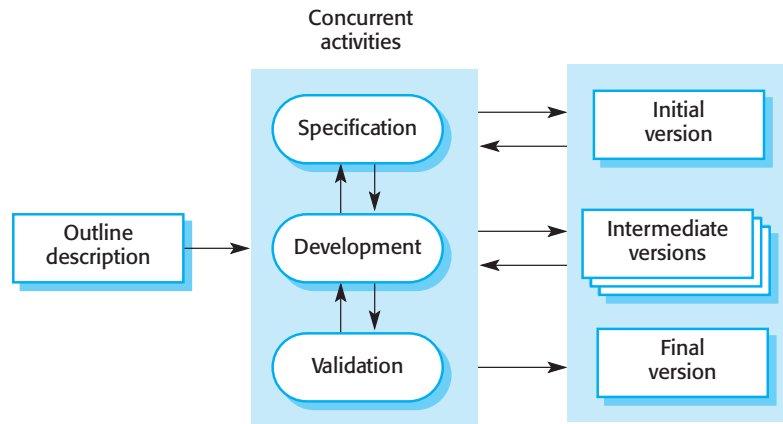 Concurrent
activities
Specification
Initial
version
Outline
description
Development
Intermediate
versions
Validation
Final
version